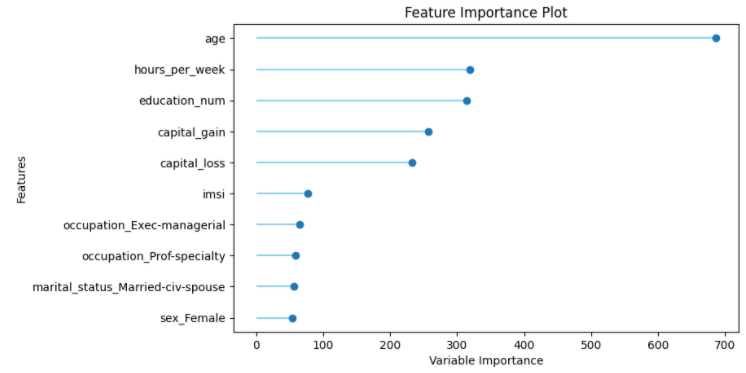 Feature Importance Plot
age
hours_per_week
education_num
capital_gain
capital_loss
imsi
occupation_Exec-managerial
occupation_Prof-specialty
marital_status_Married-civ-spouse
sex_Female
Features
0 100 200 300 400 500 600 700
Variable Importance